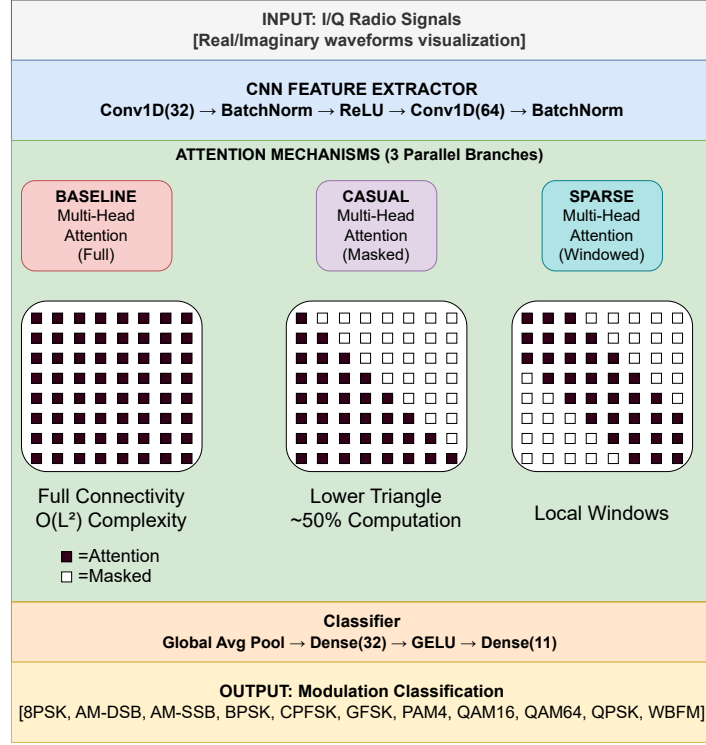 INPUT: I/Q Radio Signals
[Real/Imaginary waveforms visualization]
CNN FEATURE EXTRACTOR
Conv1D(32) → BatchNorm → ReLU → Conv1D(64) → BatchNorm
ATTENTION MECHANISMS (3 Parallel Branches)
BASELINE
Multi-Head
Attention
(Full)
CASUAL
Multi-Head
Attention
(Masked)
SPARSE
Multi-Head
Attention
(Windowed)
Full Connectivity
O(L²) Complexity
Lower Triangle
~50% Computation
Local Windows
=Attention
=Masked
Classifier
Global Avg Pool → Dense(32) → GELU → Dense(11)
OUTPUT: Modulation Classification
[8PSK, AM-DSB, AM-SSB, BPSK, CPFSK, GFSK, PAM4, QAM16, QAM64, QPSK, WBFM]